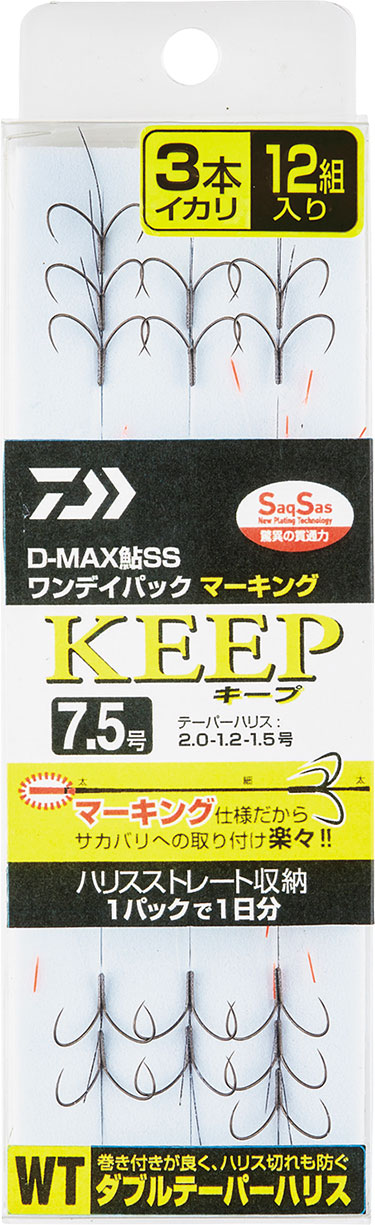 3本イカリ
12組入り
SaqSas
New Plating Technology
驚異の貫通力
D-MAX鮎SS
ワンデイパック マーキング
KEEP
キープ
7.5号
テーパーハリス:
2.0-1.2-1.5号
太 細 太
マーキング仕様だから
サカバリへの取り付け楽々!!
ハリスストレート収納
1パックで1日分
WT
巻き付きが良く、ハリス切れも防ぐ
ダブルテーパーハリス